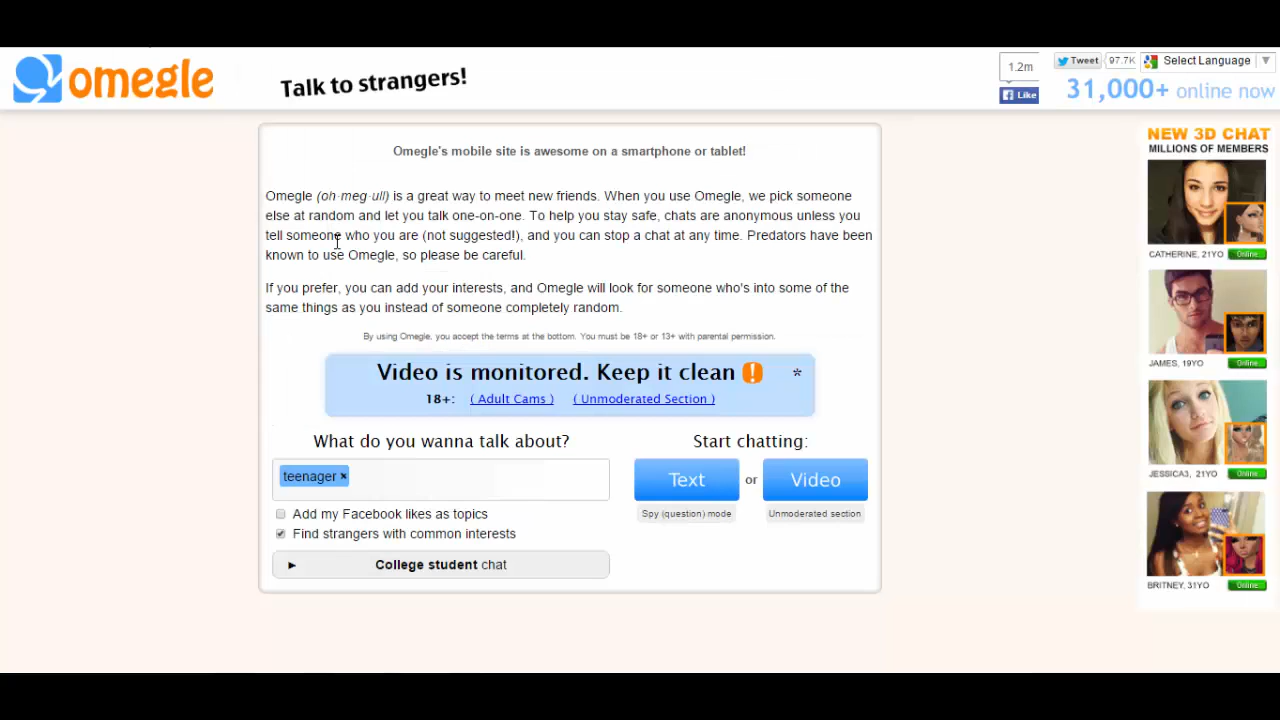 omegle
Talk to strangers!
1.2m
Like
Tweet 97.7K
Select Language ▼
31,000+ online now
Omegle's mobile site is awesome on a smartphone or tablet!
Omegle (oh·meg·ull) is a great way to meet new friends. When you use Omegle, we pick someone
else at random and let you talk one-on-one. To help you stay safe, chats are anonymous unless you
tell someone who you are (not suggested!), and you can stop a chat at any time. Predators have been
known to use Omegle, so please be careful.
If you prefer, you can add your interests, and Omegle will look for someone who's into some of the
same things as you instead of someone completely random.
By using Omegle, you accept the terms at the bottom. You must be 18+ or 13+ with parental permission.
Video is monitored. Keep it clean ! *
18+: ( Adult Cams ) ( Unmoderated Section )
What do you wanna talk about?
teenager ×
Add my Facebook likes as topics
Find strangers with common interests
► College student chat
Start chatting:
Text or Video
Spy (question) mode Unmoderated section
NEW 3D CHAT
MILLIONS OF MEMBERS
CATHERINE, 21YO Online
JAMES, 19YO Online
JESSICA3, 21YO Online
BRITNEY, 31YO Online